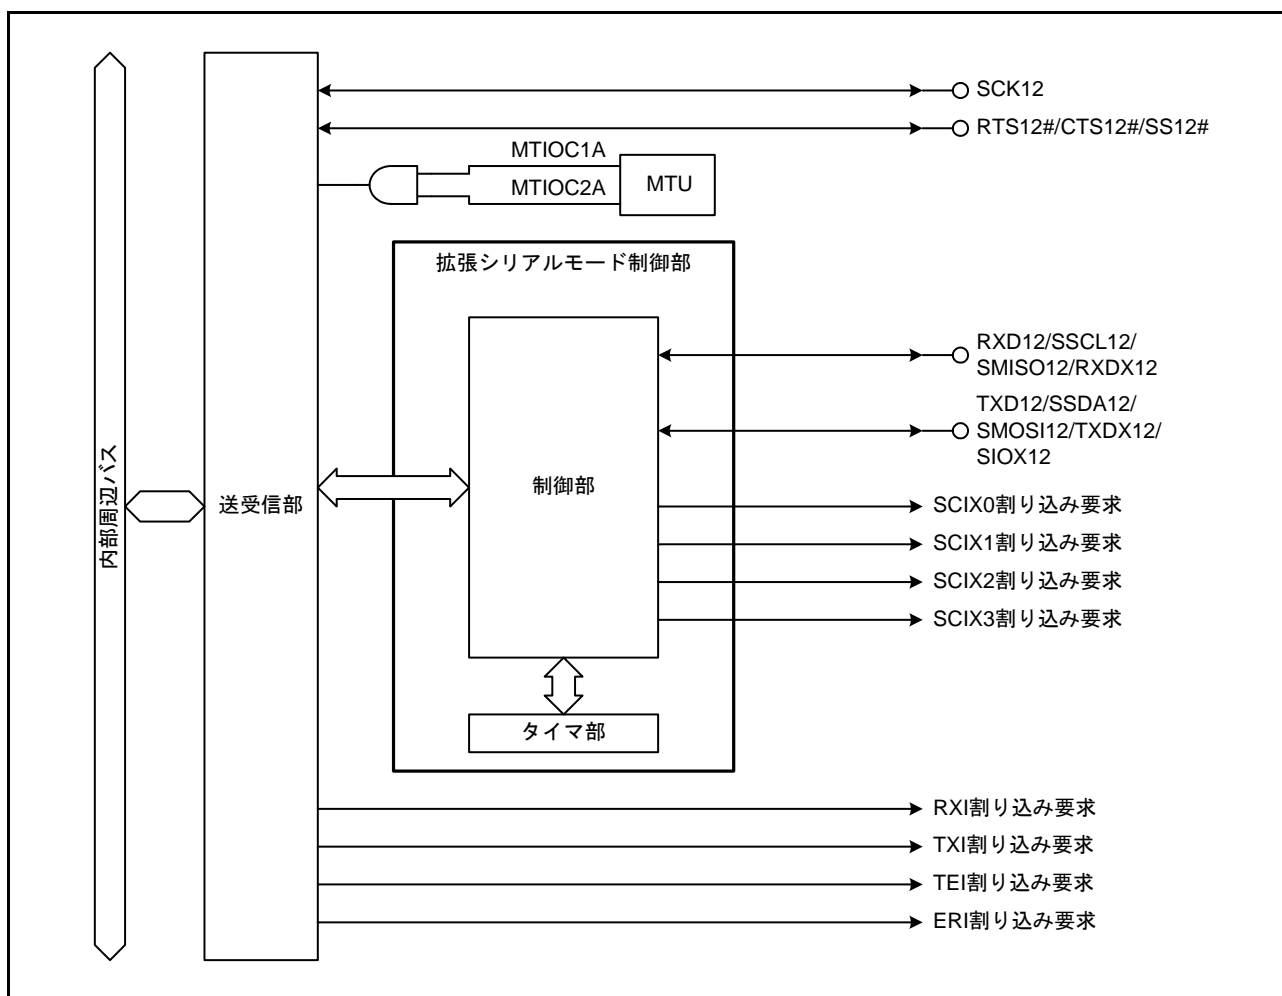 SCK12
RTS12#/CTS12#/SS12#
MTIOC1A
MTIOC2A
MTU
拡張シリアルモード制御部
RXD12/SSCL12/
SMISO12/RXDX12
TXD12/SSDA12/
SMOSI12/TXDX12/
SIOX12
内部周辺バス
送受信部
制御部
SCIX0割り込み要求
SCIX1割り込み要求
SCIX2割り込み要求
SCIX3割り込み要求
タイマ部
RXI割り込み要求
TXI割り込み要求
TEI割り込み要求
ERI割り込み要求